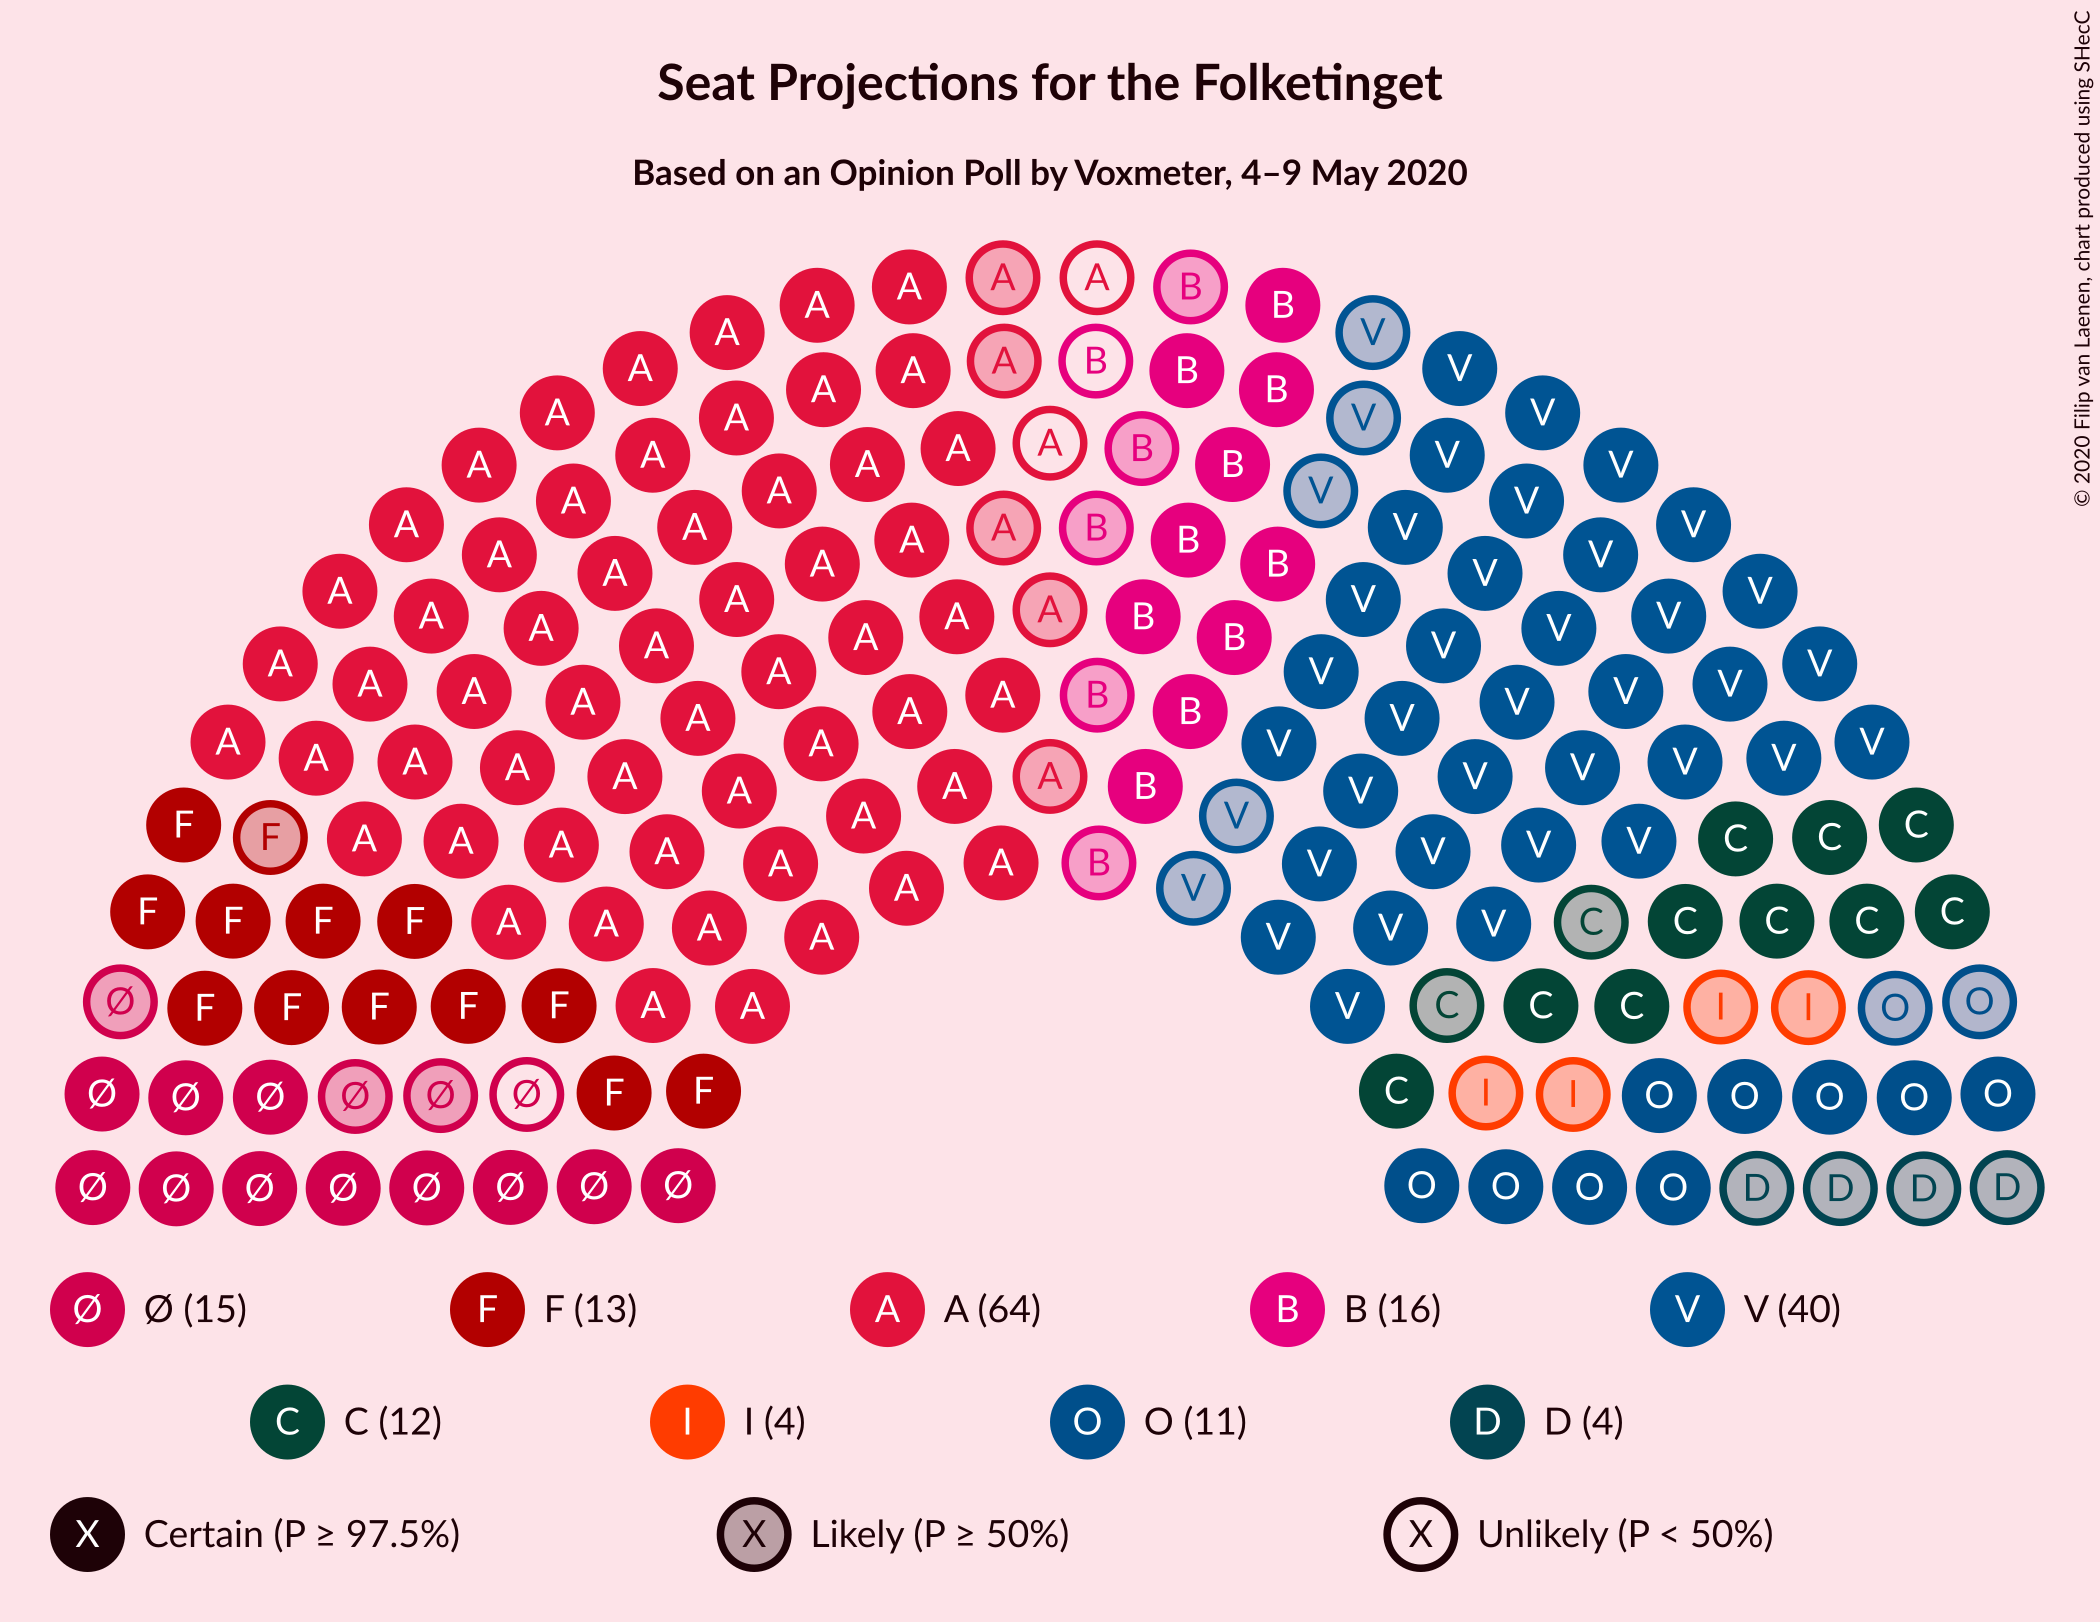 Seat Projections for the Folketinget
Based on an Opinion Poll by Voxmeter, 4–9 May 2020
© 2020 Filip van Laenen, chart produced using SHecC
A A A A B B
A A V V
A A A B B B V V
A A A A B B V V V
A A A A A A B B B V V V V
A A A A A B B V V V
A A A A A A B B B V V V V
A A A A A B B V V V V V
A A A A A A A B B V V V V V V
F F A A A A A A A A B V V V V V V C C C
F F F F A A A A A B V V V V C C C C C
Ø F F F F F A A V C C C I I O O
Ø Ø Ø Ø Ø Ø F F C I I O O O O O
Ø Ø Ø Ø Ø Ø Ø Ø O O O O D D D D
Ø Ø (15) F F (13) A A (64) B B (16) V V (40)
C C (12) I I (4) O O (11) D D (4)
X Certain (P ≥ 97.5%) X Likely (P ≥ 50%) X Unlikely (P < 50%)